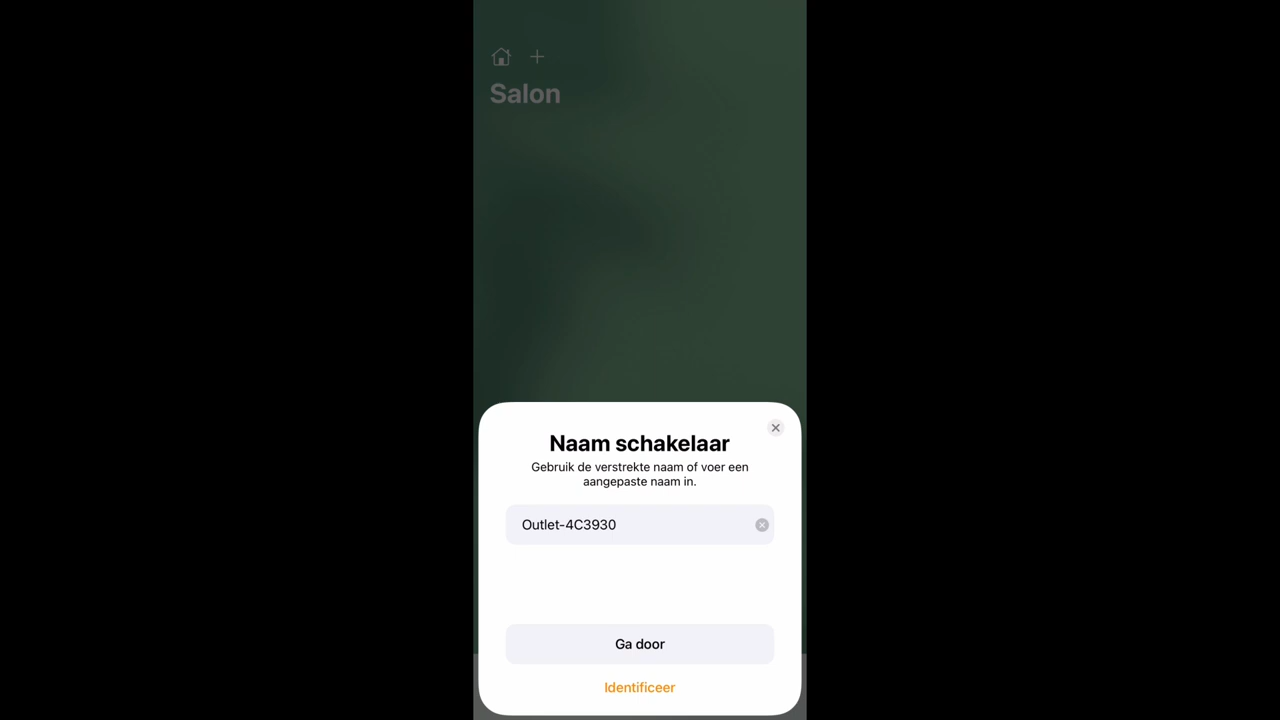 Salon
Naam schakelaar
Gebruik de verstrekte naam of voer een
aangepaste naam in.
Outlet-4C3930
Ga door
Identificeer